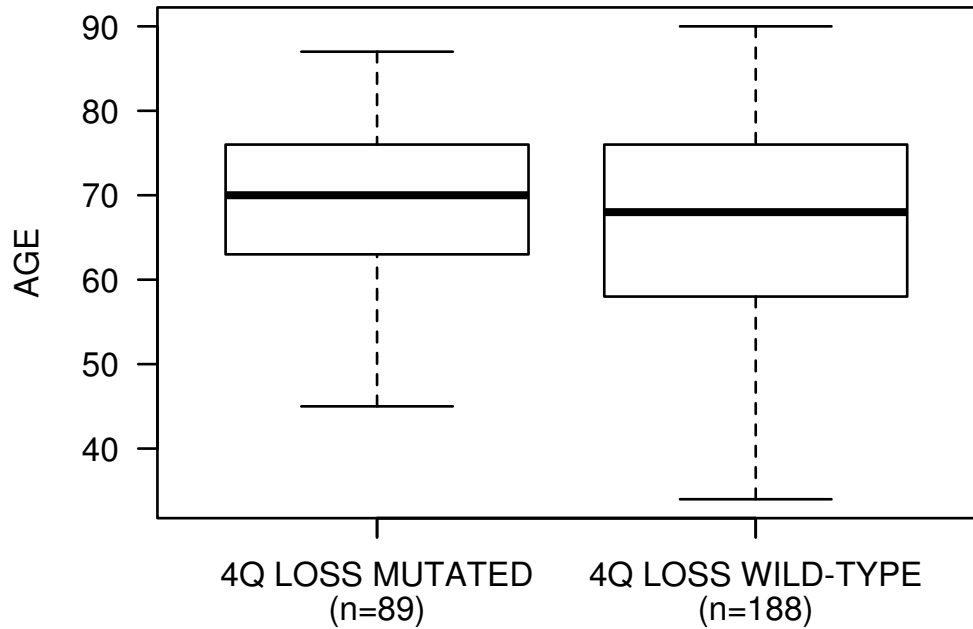 90
80
70
60
50
40
AGE
4Q LOSS MUTATED
(n=89)
4Q LOSS WILD-TYPE
(n=188)